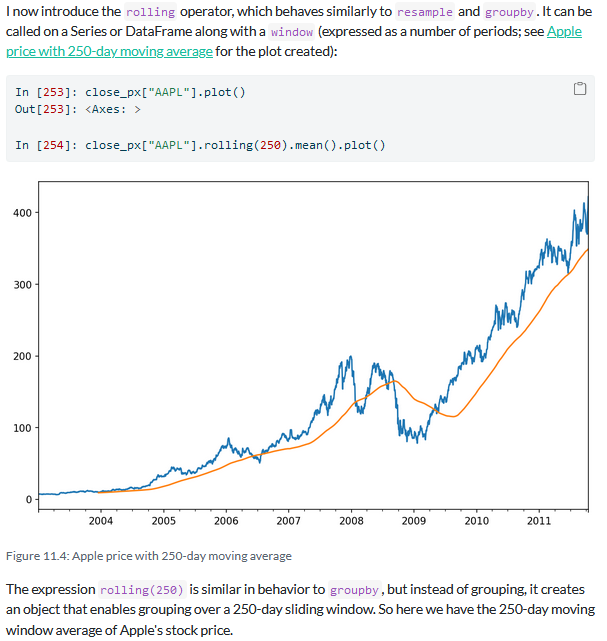 I now introduce the rolling operator, which behaves similarly to resample and groupby. It can be
called on a Series or DataFrame along with a window (expressed as a number of periods; see Apple
price with 250-day moving average for the plot created):
In [253]: close_px["AAPL"].plot()
Out[253]: <Axes: >
In [254]: close_px["AAPL"].rolling(250).mean().plot()
400
300
200
100
0
2004 2005 2006 2007 2008 2009 2010 2011
Figure 11.4: Apple price with 250-day moving average
The expression rolling(250) is similar in behavior to groupby, but instead of grouping, it creates
an object that enables grouping over a 250-day sliding window. So here we have the 250-day moving
window average of Apple's stock price.